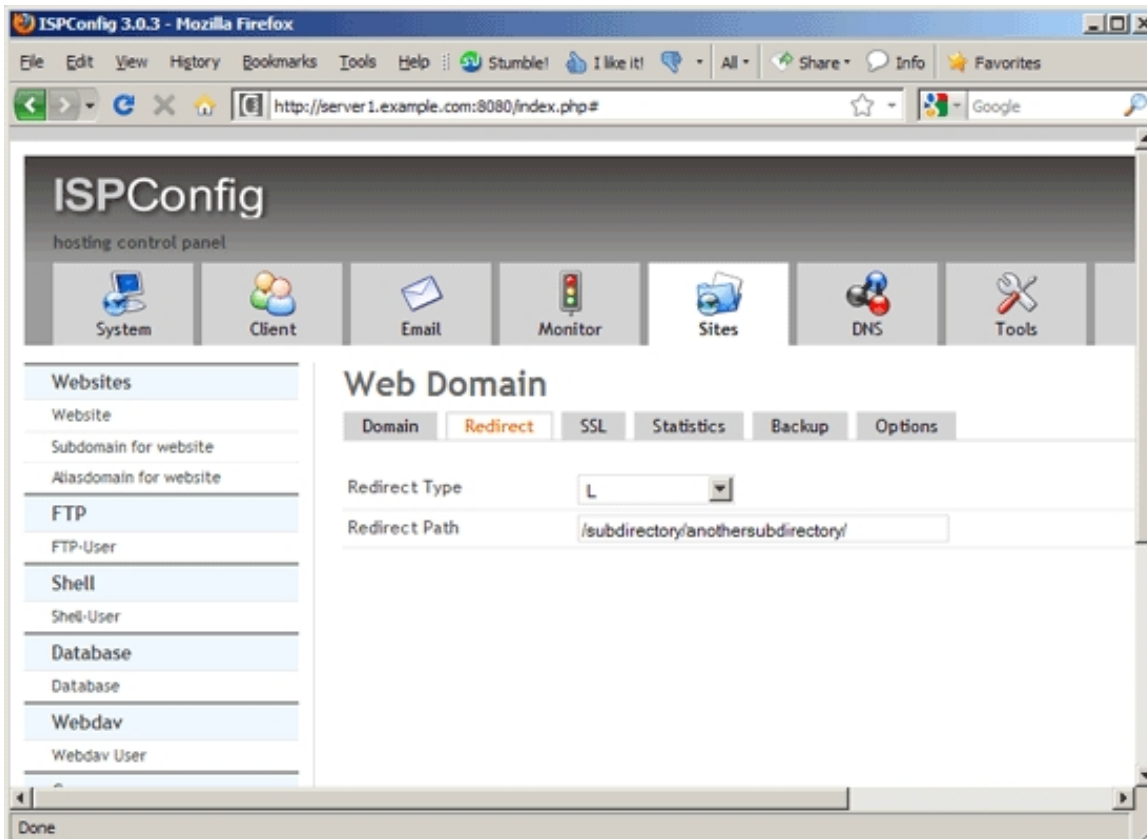 ISPConfig 3.0.3 - Mozilla Firefox
File Edit View History Bookmarks Tools Help Stumble! I like it! All Share Info Favorites
http://server1.example.com:8080/index.php# Google
ISPConfig
hosting control panel
System Client Email Monitor Sites DNS Tools
Websites
Website
Subdomain for website
Aliasdomain for website
FTP
FTP-User
Shell
Shell-User
Database
Database
Webdav
Webdav User
Web Domain
Domain Redirect SSL Statistics Backup Options
Redirect Type L
Redirect Path /subdirectory/anothersubdirectory/
Done